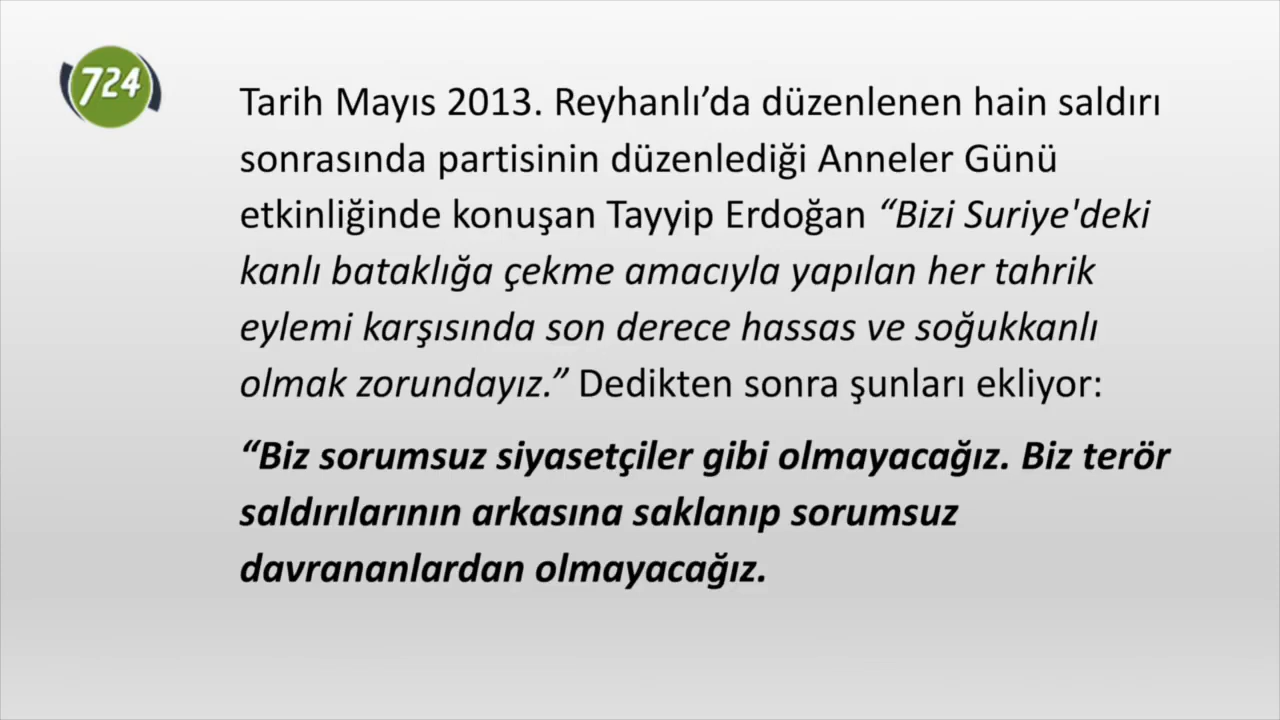 724
Tarih Mayıs 2013. Reyhanlı’da düzenlenen hain saldırı
sonrasında partisinin düzenlediği Anneler Günü
etkinliğinde konuşan Tayyip Erdoğan “Bizi Suriye'deki
kanlı bataklığa çekme amacıyla yapılan her tahrik
eylemi karşısında son derece hassas ve soğukkanlı
olmak zorundayız.” Dedikten sonra şunları ekliyor:
“Biz sorumsuz siyasetçiler gibi olmayacağız. Biz terör
saldırılarının arkasına saklanıp sorumsuz
davrananlardan olmayacağız.